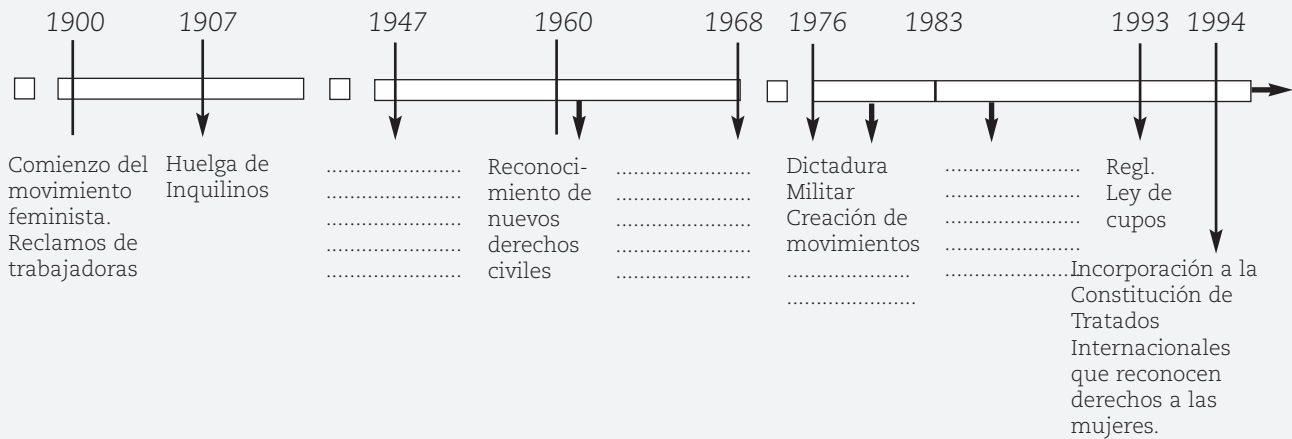 1900
1907
1947
1960
1968
1976
1983
1993
1994
Comienzo del
movimiento
feminista.
Reclamos de
trabajadoras
Huelga de
Inquilinos
......................
......................
......................
......................
......................
Reconoci-
miento de
nuevos
derechos
civiles
......................
......................
......................
......................
......................
Dictadura
Militar
Creación de
movimientos
....................
.....................
......................
......................
......................
......................
......................
Regl.
Ley de
cupos
Incorporación a la
Constitución de
Tratados
Internacionales
que reconocen
derechos a las
mujeres.